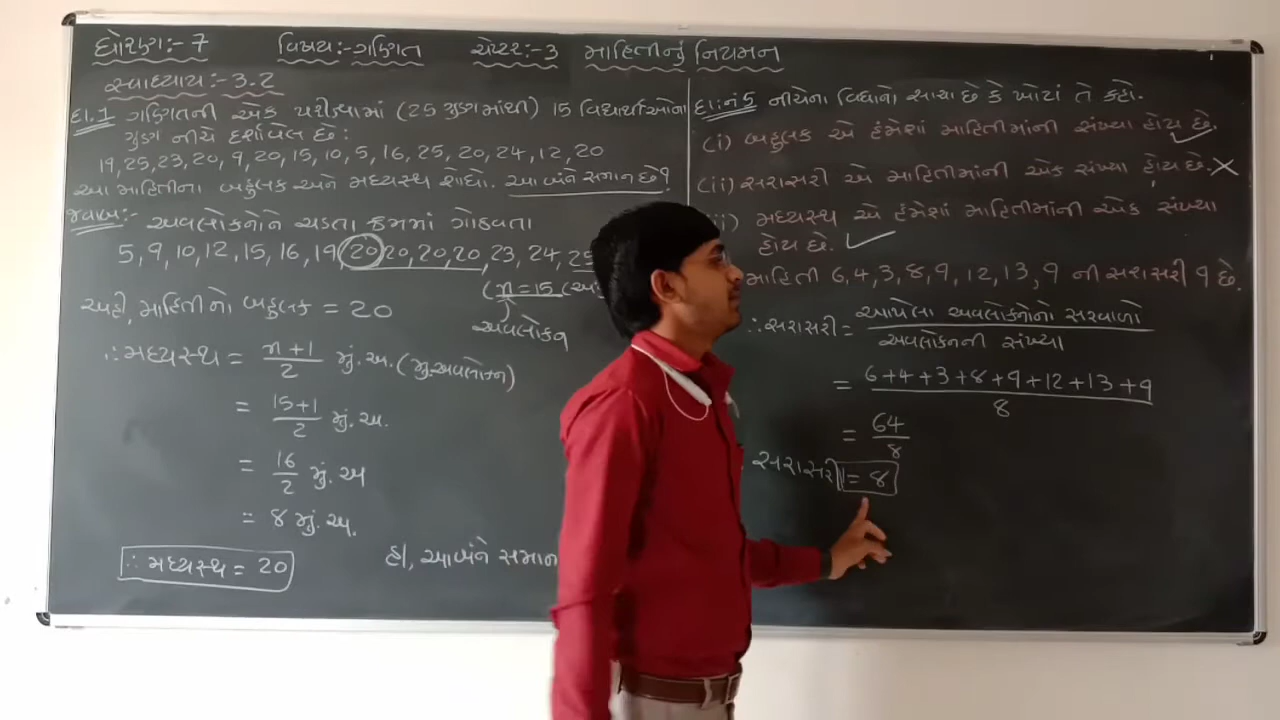 ધોરણ:- 7 વિષય:- ગણિત ચેપ્ટર:-3 માહિતીનું નિયમન
સ્વાધ્યાય:- 3.2
દા.1 ગણિતની એક પરીક્ષામાં (25 ગુણમાંથી) 15 વિદ્યાર્થીઓના
ગુણ નીચે દર્શાવેલ છે:
19,25,23,20,9,20,15,10,5,16,25,20,24,12,20
આ માહિતીના બહુલક અને મધ્યસ્થ શોધો. આ બંને સમાન છે?
જવાબ:- અવલોકનોને ચડતા ક્રમમાં ગોઠવતા
5,9,10,12,15,16,19,20,20,20,20,23,24,25
(n=15
અવલોકન
અહીં, માહિતીનો બહુલક = 20
∴ મધ્યસ્થ = n+1/2 મું. અ. (મું.અવલોકન)
= 15+1/2 મું. અ.
= 16/2 મું. અ
= 8 મું. અ.
∴ મધ્યસ્થ = 20
હા, આ બંને સમાન
દા.નં 5 નીચેના વિધાનો સાચા છે કે ખોટાં તે કહો.
(i) બહુલક એ હંમેશાં માહિતીમાંની સંખ્યા હોય છે. ✓
(ii) સરાસરી એ માહિતીમાંની એક સંખ્યા હોય છે. ✗
ii) મધ્યસ્થ એ હંમેશાં માહિતીમાંની એક સંખ્યા
હોય છે. ✓
માહિતી 6,4,3,8,9,12,13,9 ની સરાસરી 9 છે.
∴ સરાસરી = આપેલા અવલોકનોનો સરવાળો / અવલોકનની સંખ્યા
= 6+4+3+8+9+12+13+9 / 8
= 64/8
સરાસરી = 8